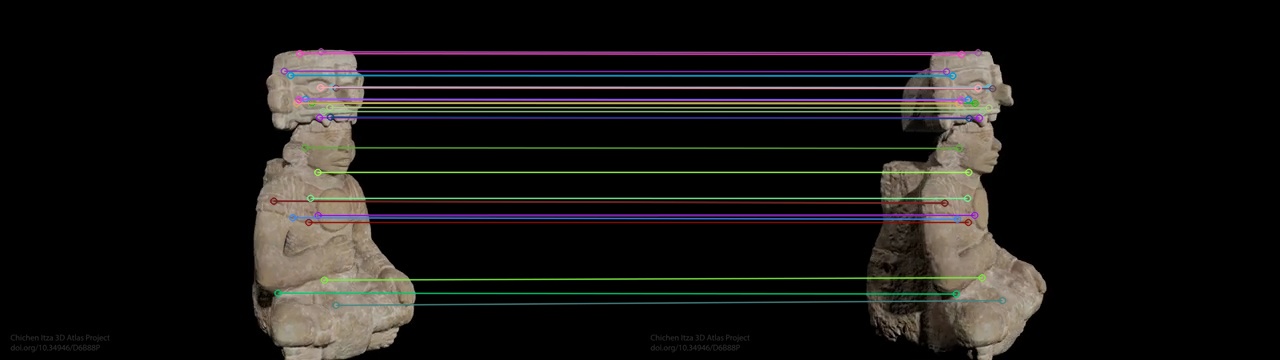 Chichen Itza 3D Atlas Project
doi.org/10.34946/D6B88P
Chichen Itza 3D Atlas Project
doi.org/10.34946/D6B88P